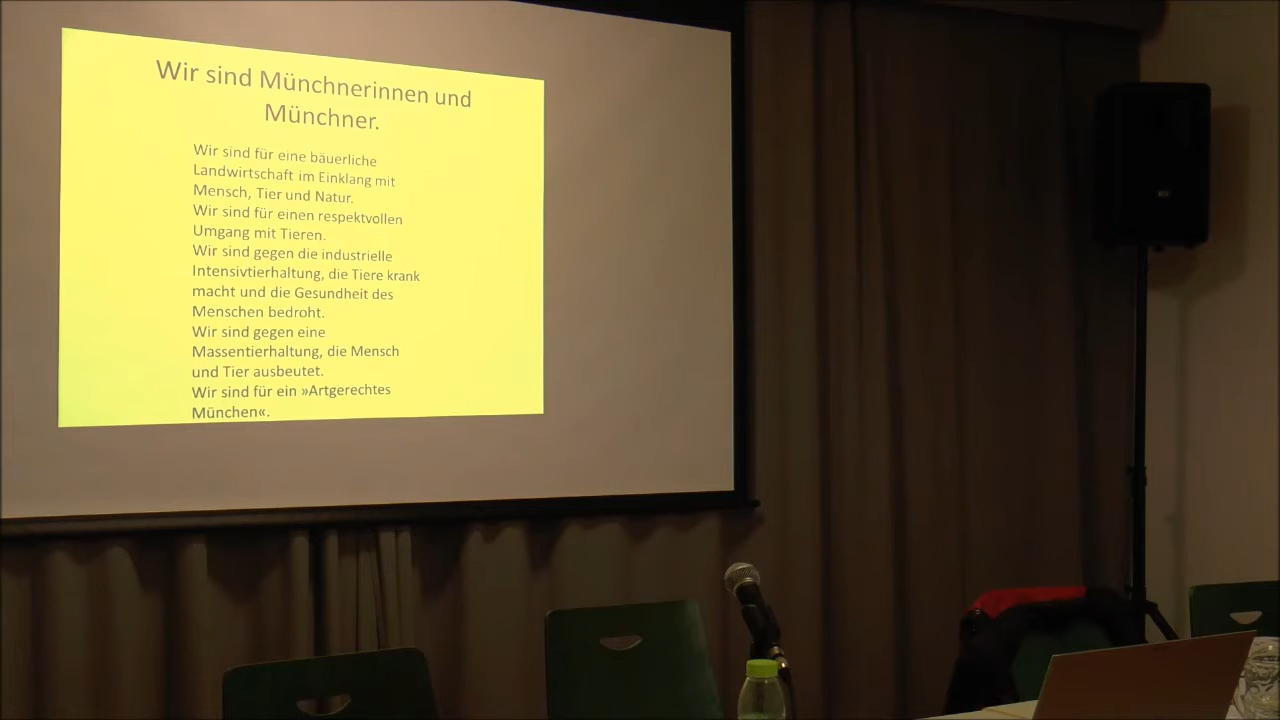 Wir sind Münchnerinnen und
Münchner.
Wir sind für eine bäuerliche
Landwirtschaft im Einklang mit
Mensch, Tier und Natur.
Wir sind für einen respektvollen
Umgang mit Tieren.
Wir sind gegen die industrielle
Intensivtierhaltung, die Tiere krank
macht und die Gesundheit des
Menschen bedroht.
Wir sind gegen eine
Massentierhaltung, die Mensch
und Tier ausbeutet.
Wir sind für ein »Artgerechtes
München«.